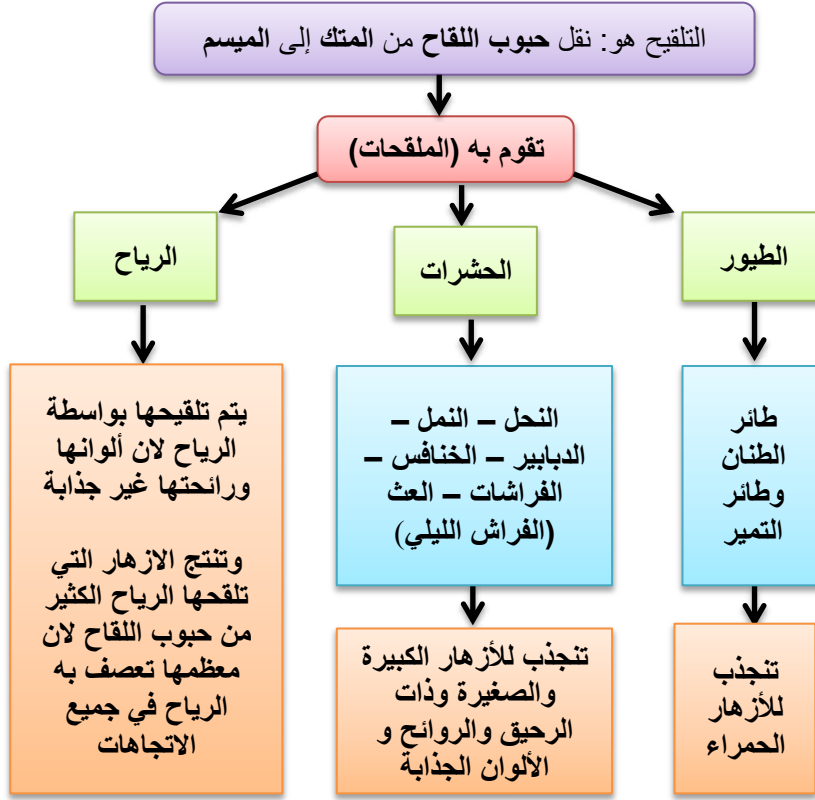 التلقيح هو: نقل حبوب اللقاح من المتك إلى الميسم
تقوم به (الملقحات)
الطيور
الحشرات
الرياح
طائر
الطنان
وطائر
التمير
النحل – النمل –
الدبابير – الخنافس –
الفراشات – العث
(الفراش الليلي)
يتم تلقيحها بواسطة
الرياح لان ألوانها
ورائحتها غير جذابة
وتنتج الازهار التي
تلقحها الرياح الكثير
من حبوب اللقاح لان
معظمها تعصف به
الرياح في جميع
الاتجاهات
تنجذب
للأزهار
الحمراء
تنجذب للأزهار الكبيرة
والصغيرة وذات
الرحيق والروائح و
الألوان الجذابة